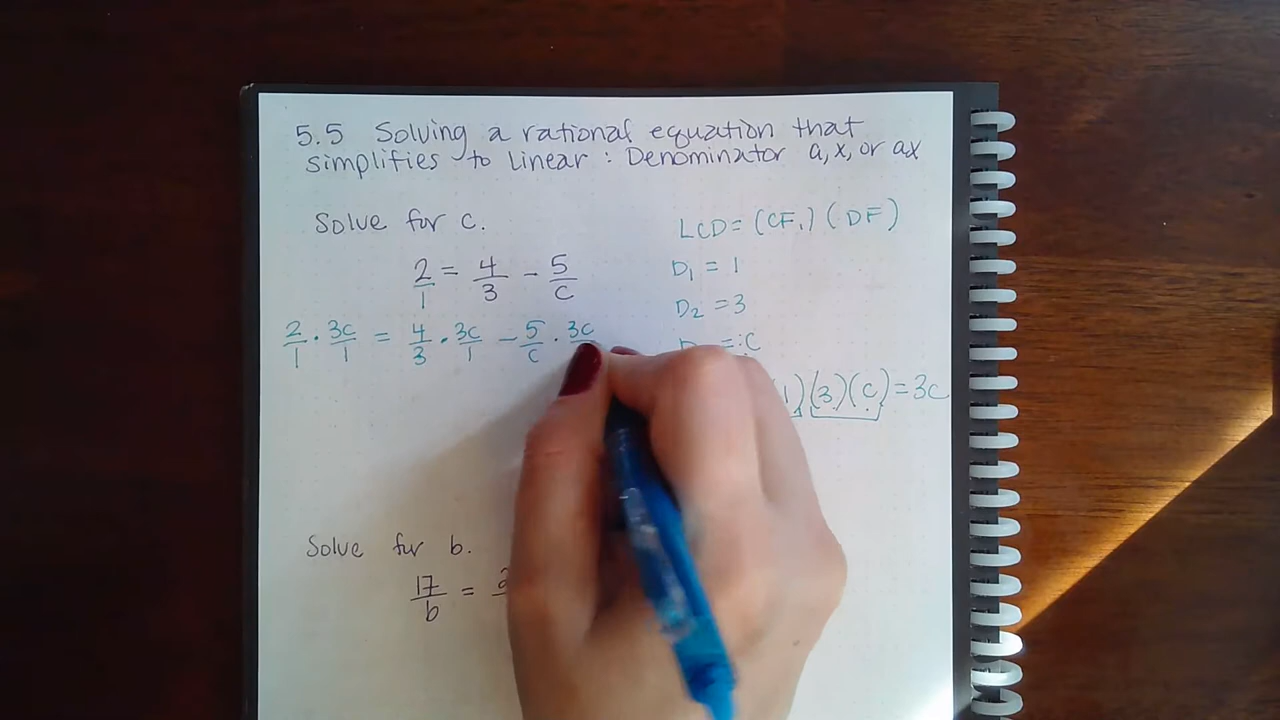 5.5 Solving a rational equation that
simplifies to linear: Denominator a, x, or ax
Solve for c.
2/1 = 4/3 - 5/c
2/1 · 3c/1 = 4/3 · 3c/1 - 5/c · 3c
LCD = (CF,) (DF)
D₁ = 1
D₂ = 3
= c
1)(3)(c) = 3c
Solve for b.
17/b =